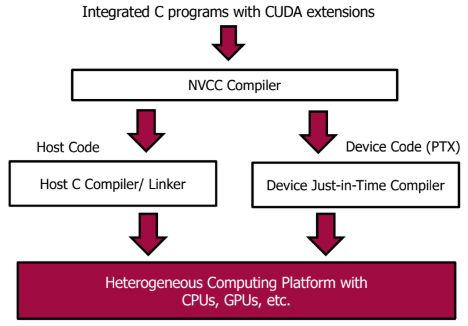 Integrated C programs with CUDA extensions
NVCC Compiler
Host Code
Device Code (PTX)
Host C Compiler/ Linker
Device Just-in-Time Compiler
Heterogeneous Computing Platform with
CPUs, GPUs, etc.